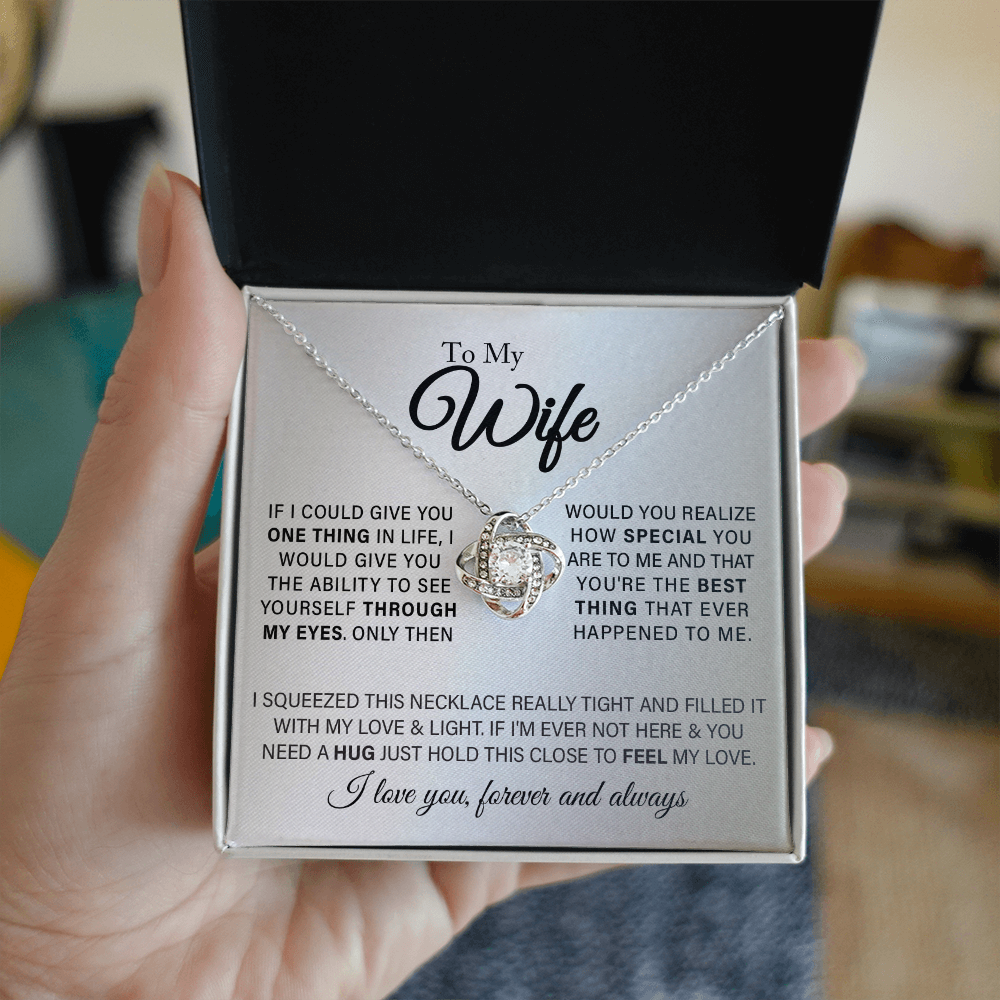 To My
Wife
IF I COULD GIVE YOU
ONE THING IN LIFE, I
WOULD GIVE YOU
THE ABILITY TO SEE
YOURSELF THROUGH
MY EYES. ONLY THEN
WOULD YOU REALIZE
HOW SPECIAL YOU
ARE TO ME AND THAT
YOU'RE THE BEST
THING THAT EVER
HAPPENED TO ME.
I SQUEEZED THIS NECKLACE REALLY TIGHT AND FILLED IT
WITH MY LOVE & LIGHT. IF I'M EVER NOT HERE & YOU
NEED A HUG JUST HOLD THIS CLOSE TO FEEL MY LOVE.
I love you, forever and always